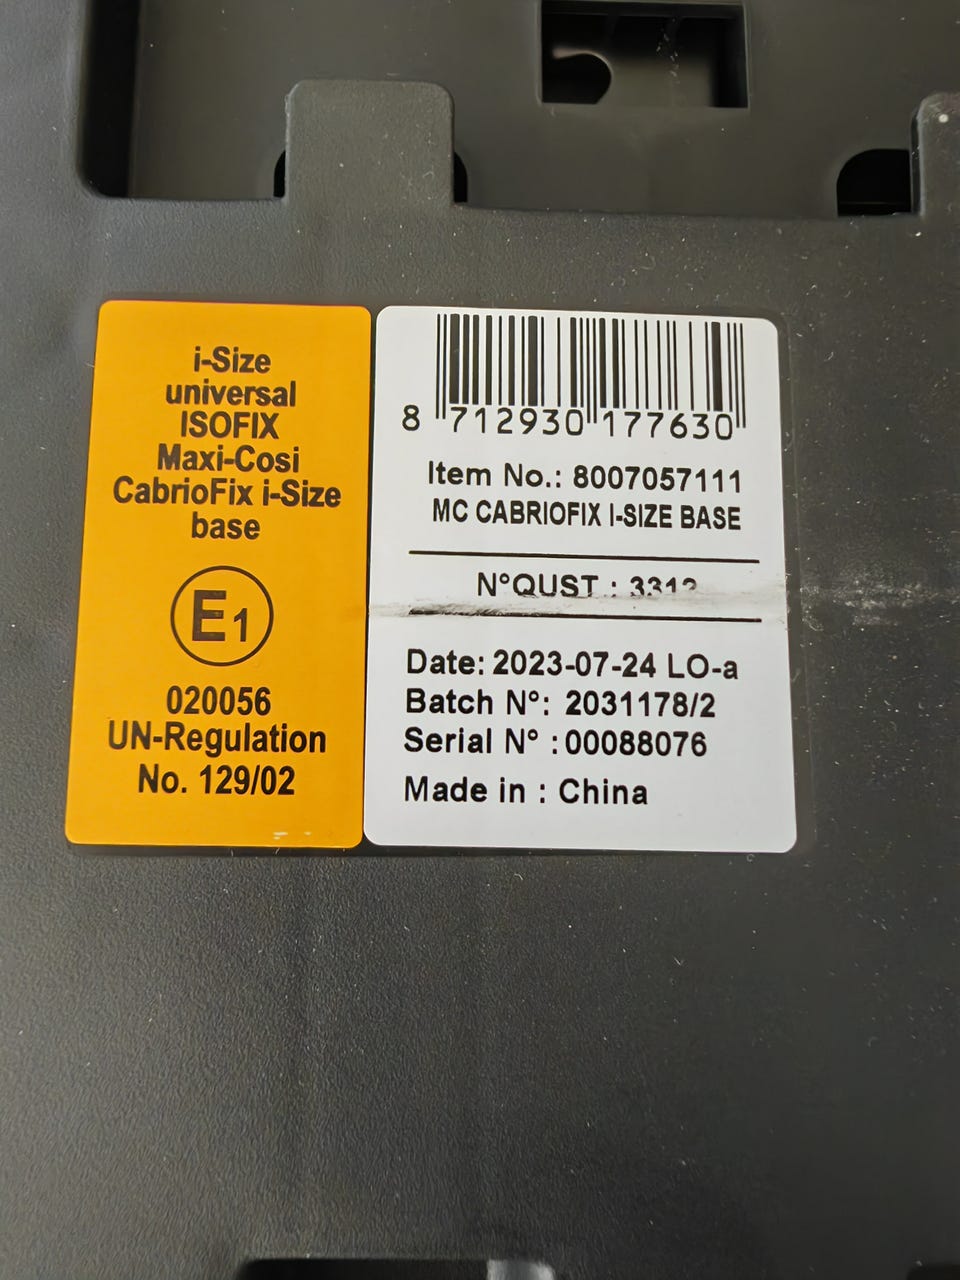 i-Size
universal
ISOFIX
Maxi-Cosi
CabrioFix i-Size
base
E1
020056
UN-Regulation
No. 129/02
8 712930 177630
Item No.: 8007057111
MC CABRIOFIX I-SIZE BASE
N°QUST.: 3312
Date: 2023-07-24 LO-a
Batch N°: 2031178/2
Serial N° :00088076
Made in : China